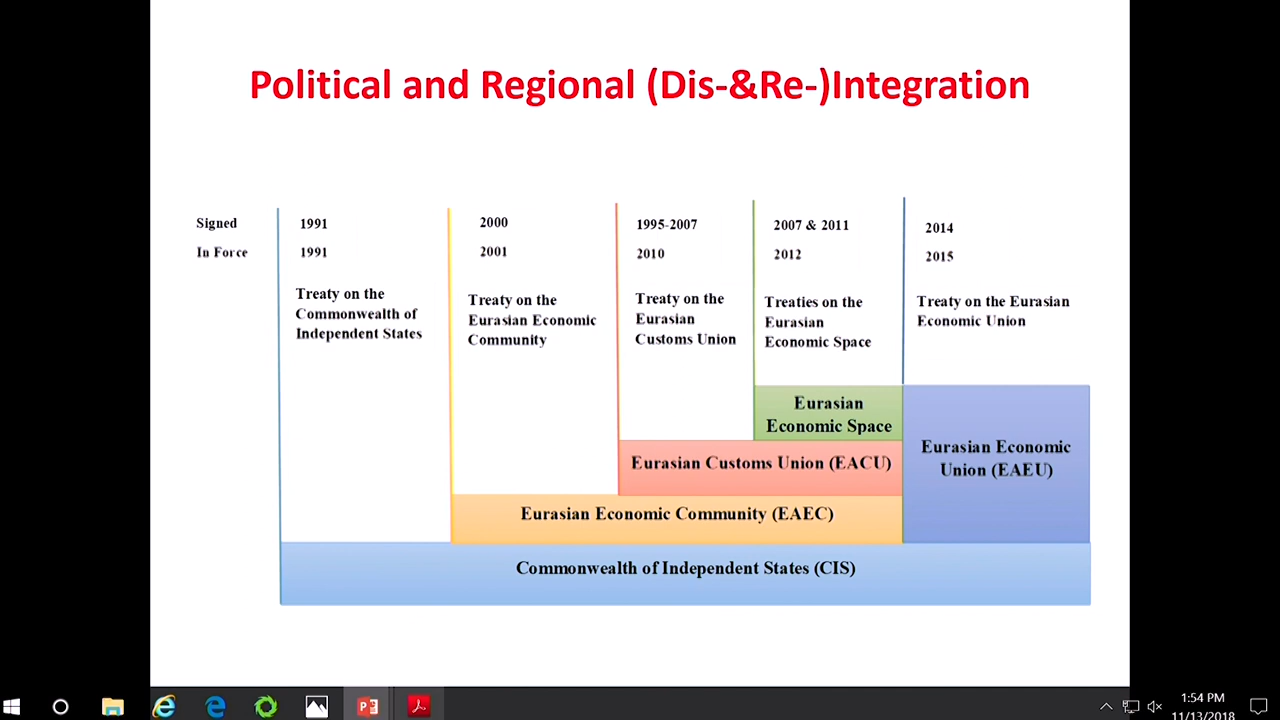 Political and Regional (Dis-&Re-)Integration
Signed
1991
2000
1995-2007
2007 & 2011
2014
In Force
1991
2001
2010
2012
2015
Treaty on the
Commonwealth of
Independent States
Treaty on the
Eurasian Economic
Community
Treaty on the
Eurasian
Customs Union
Treaties on the
Eurasian
Economic Space
Treaty on the Eurasian
Economic Union
Eurasian
Economic Space
Eurasian Economic
Union (EAEU)
Eurasian Customs Union (EACU)
Eurasian Economic Community (EAEC)
Commonwealth of Independent States (CIS)
1:54 PM
11/13/2018